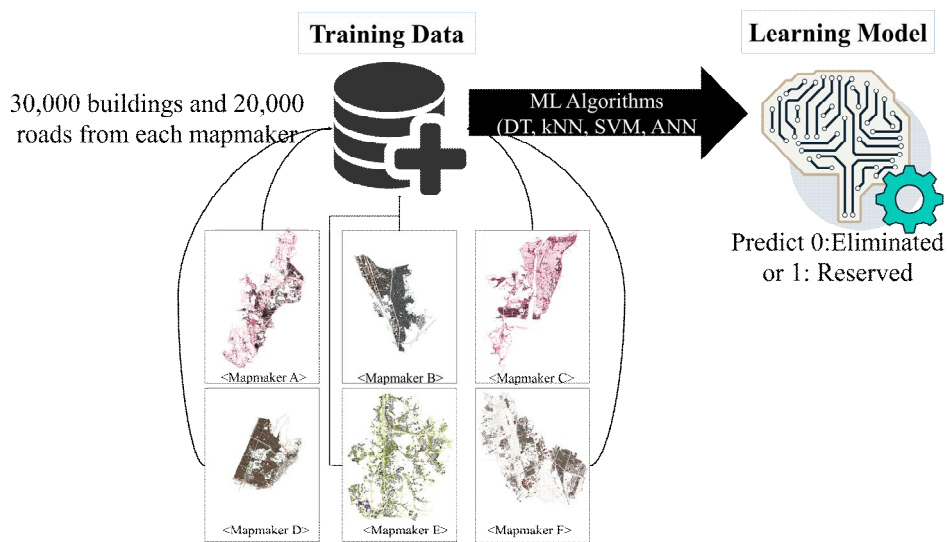 Training Data
Learning Model
30,000 buildings and 20,000
roads from each mapmaker
ML Algorithms
(DT, kNN, SVM, ANN
Predict 0:Eliminated
or 1: Reserved
<Mapmaker A>
<Mapmaker B>
<Mapmaker C>
<Mapmaker D>
<Mapmaker E>
<Mapmaker F>